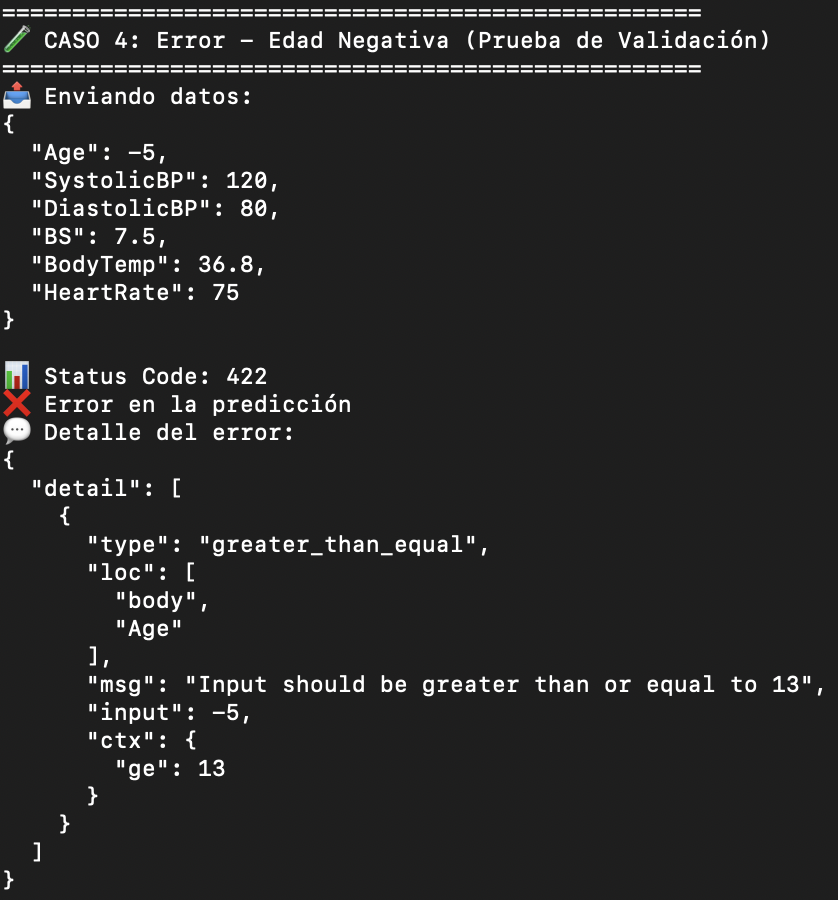 ==================================================
🧪 CASO 4: Error - Edad Negativa (Prueba de Validación)
==================================================
📤 Enviando datos:
{
  "Age": -5,
  "SystolicBP": 120,
  "DiastolicBP": 80,
  "BS": 7.5,
  "BodyTemp": 36.8,
  "HeartRate": 75
}

📊 Status Code: 422
❌ Error en la predicción
💬 Detalle del error:
{
  "detail": [
    {
      "type": "greater_than_equal",
      "loc": [
        "body",
        "Age"
      ],
      "msg": "Input should be greater than or equal to 13",
      "input": -5,
      "ctx": {
        "ge": 13
      }
    }
  ]
}